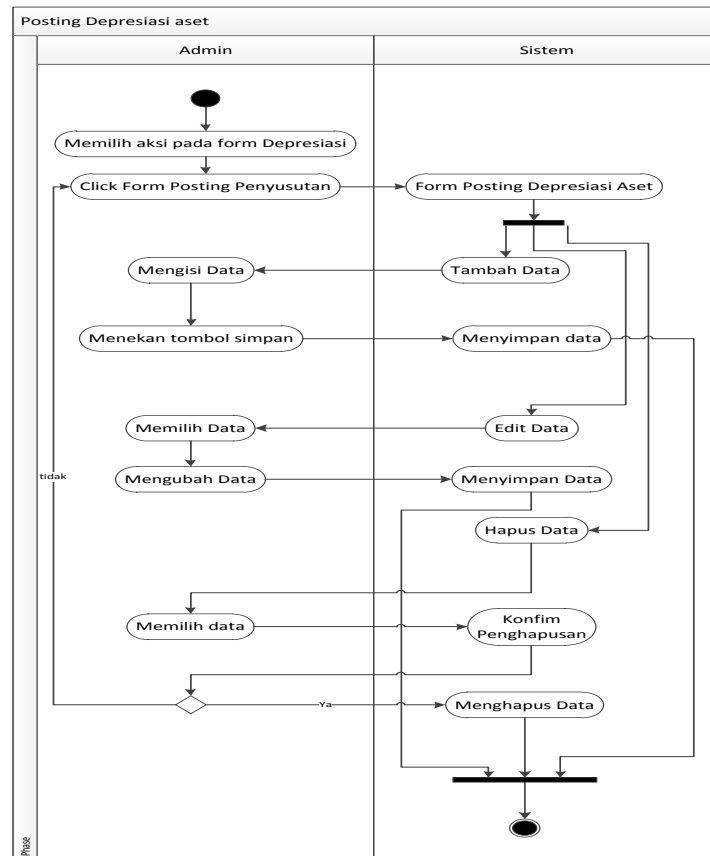 Posting Depresiasi aset
Admin
Sistem
Memilih aksi pada form Depresiasi
Click Form Posting Penyusutan
Form Posting Depresiasi Aset
Mengisi Data
Tambah Data
Menekan tombol simpan
Menyimpan data
Memilih Data
Edit Data
tidak
Mengubah Data
Menyimpan Data
Hapus Data
Memilih data
Konfim
Penghapusan
Ya
Menghapus Data
Phase